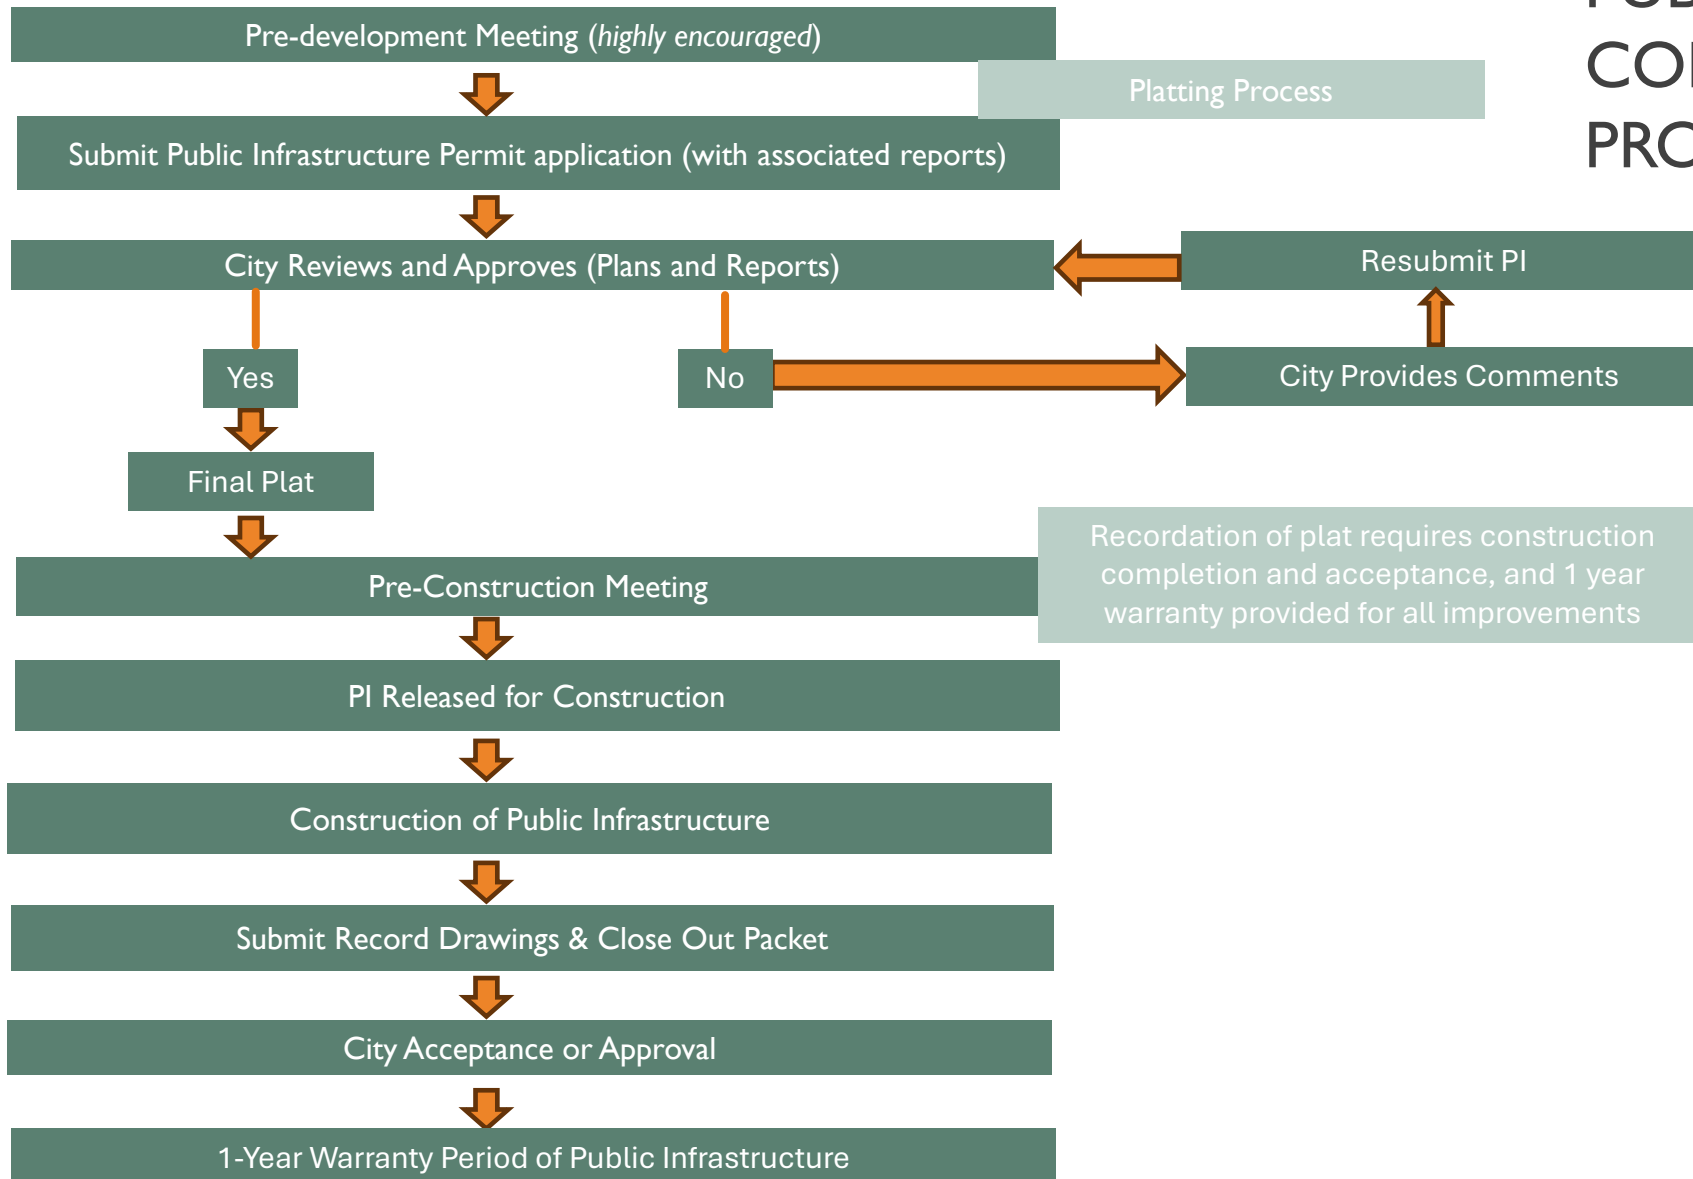 Pre-development Meeting (highly encouraged)
Platting Process
Submit Public Infrastructure Permit application (with associated reports)
City Reviews and Approves (Plans and Reports)
Resubmit PI
Yes
No
City Provides Comments
Final Plat
Recordation of plat requires construction
completion and acceptance, and 1 year
warranty provided for all improvements
Pre-Construction Meeting
PI Released for Construction
Construction of Public Infrastructure
Submit Record Drawings & Close Out Packet
City Acceptance or Approval
1-Year Warranty Period of Public Infrastructure